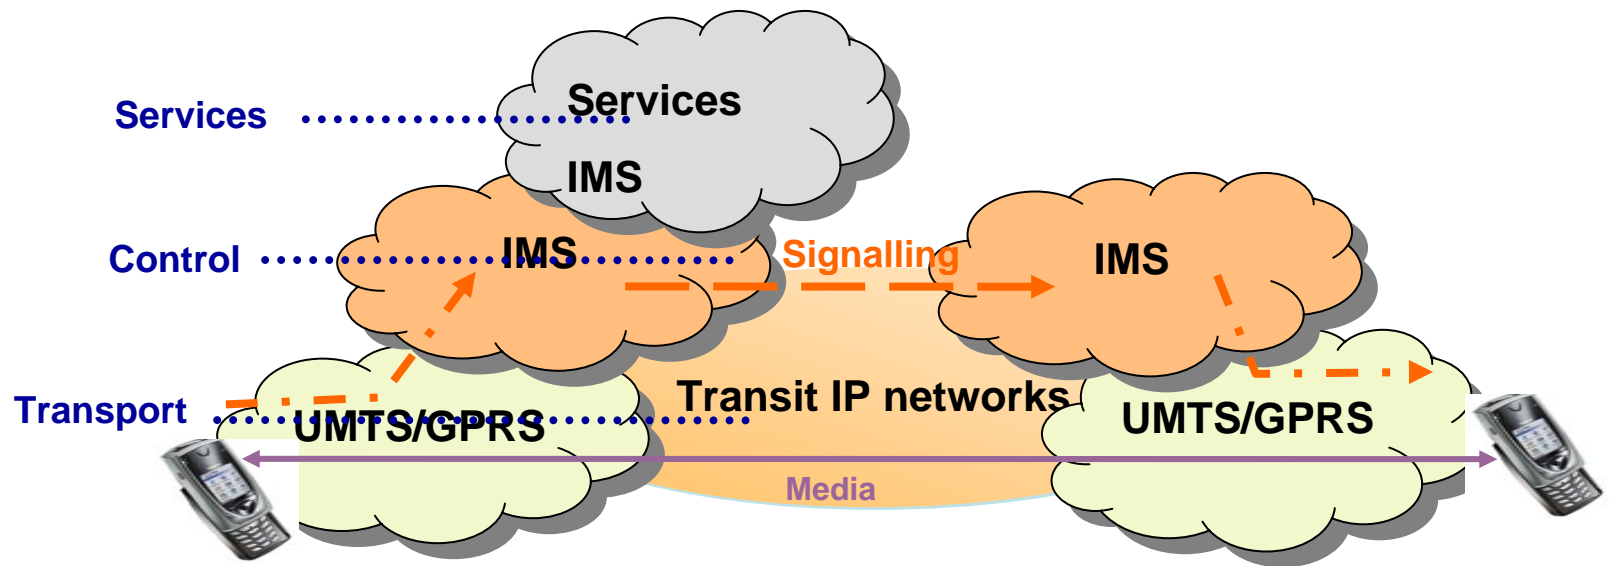 Services
Services
IMS
Control
IMS
Signalling
IMS
Transport
UMTS/GPRS
Transit IP networks
UMTS/GPRS
Media